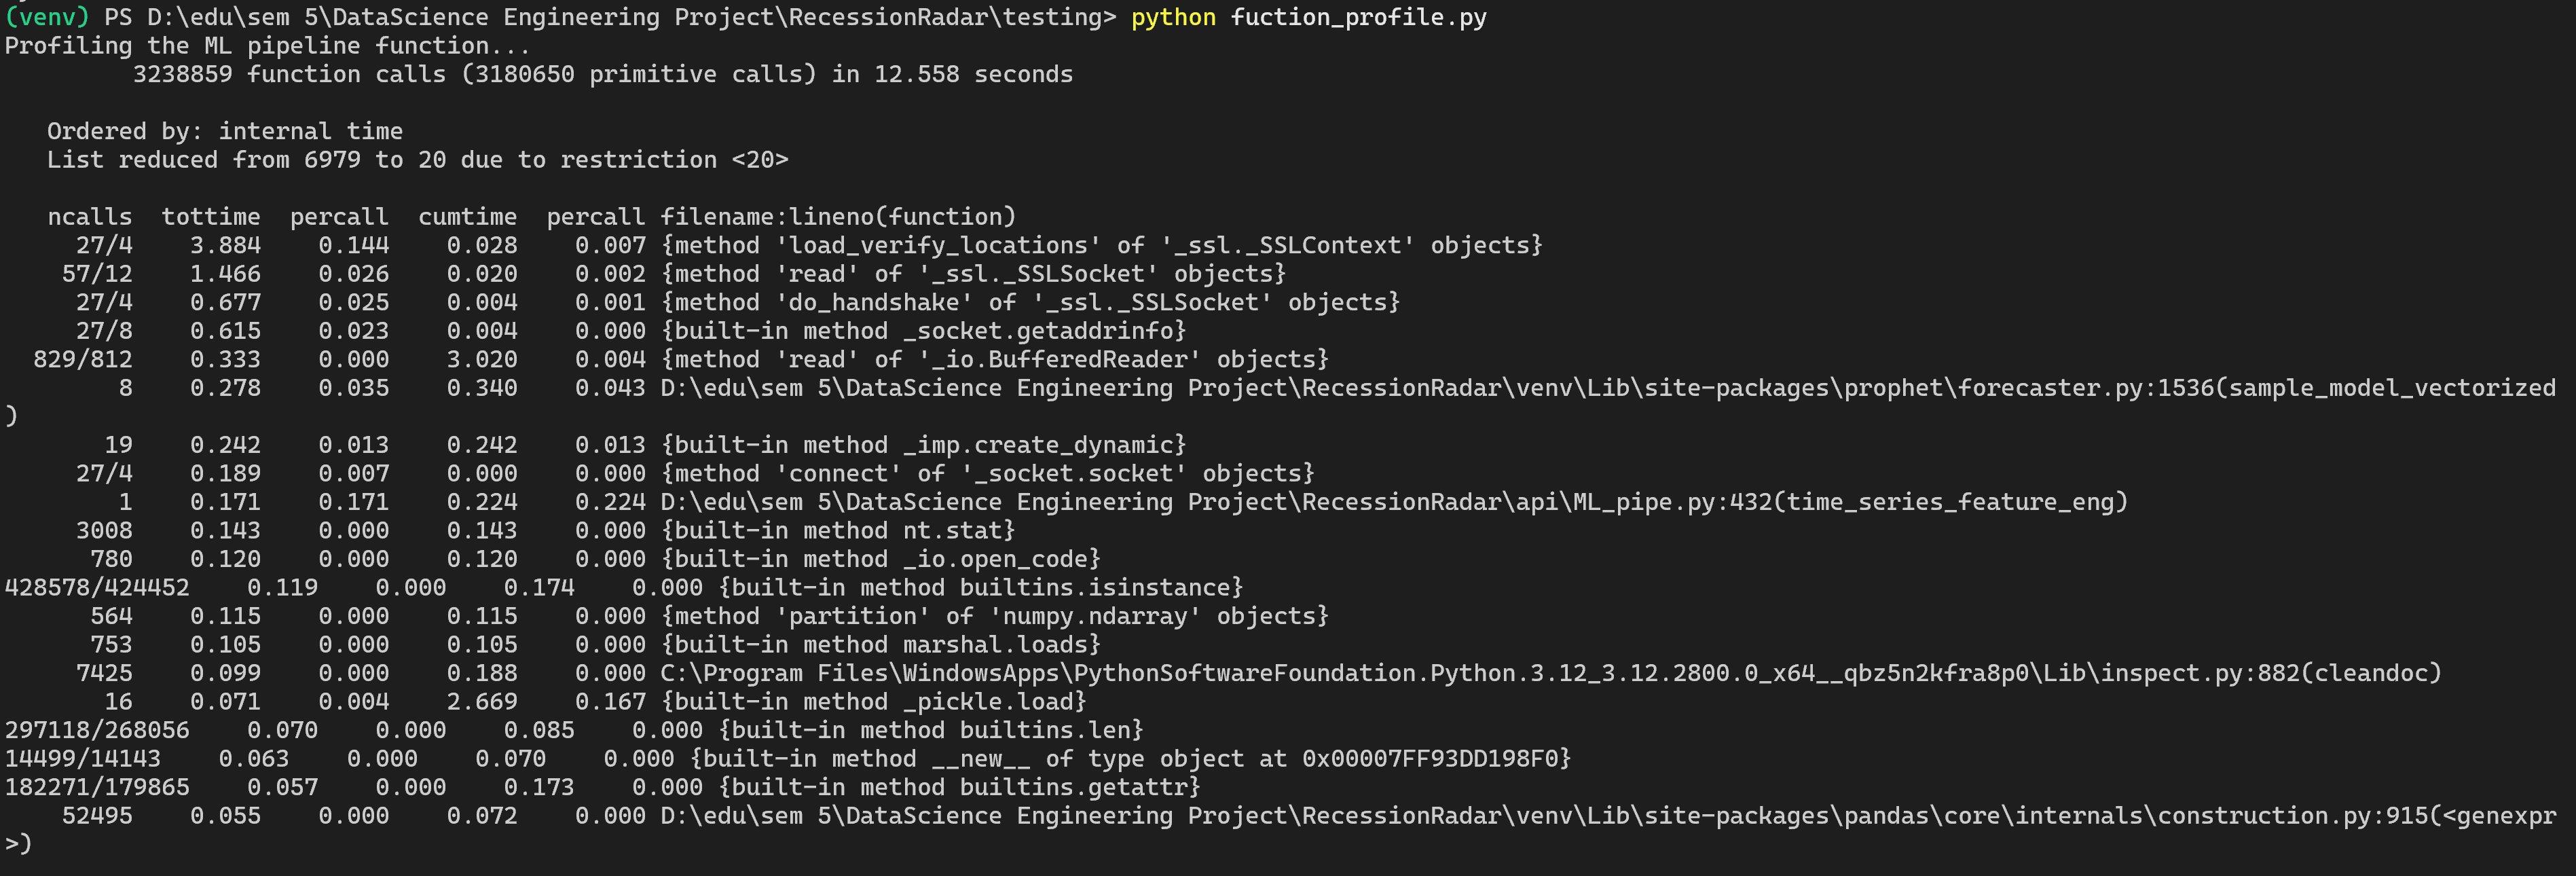 (venv) PS D:\edu\sem 5\DataScience Engineering Project\RecessionRadar\testing> python fuction_profile.py
Profiling the ML pipeline function...
         3238859 function calls (3180650 primitive calls) in 12.558 seconds

   Ordered by: internal time
   List reduced from 6979 to 20 due to restriction <20>

   ncalls  tottime  percall  cumtime  percall filename:lineno(function)
     27/4    3.884    0.144    0.028    0.007 {method 'load_verify_locations' of '_ssl._SSLContext' objects}
    57/12    1.466    0.026    0.020    0.002 {method 'read' of '_ssl._SSLSocket' objects}
     27/4    0.677    0.025    0.004    0.001 {method 'do_handshake' of '_ssl._SSLSocket' objects}
     27/8    0.615    0.023    0.004    0.000 {built-in method _socket.getaddrinfo}
  829/812    0.333    0.000    3.020    0.004 {method 'read' of '_io.BufferedReader' objects}
        8    0.278    0.035    0.340    0.043 D:\edu\sem 5\DataScience Engineering Project\RecessionRadar\venv\Lib\site-packages\prophet\forecaster.py:1536(sample_model_vectorized
)
       19    0.242    0.013    0.242    0.013 {built-in method _imp.create_dynamic}
     27/4    0.189    0.007    0.000    0.000 {method 'connect' of '_socket.socket' objects}
        1    0.171    0.171    0.224    0.224 D:\edu\sem 5\DataScience Engineering Project\RecessionRadar\api\ML_pipe.py:432(time_series_feature_eng)
     3008    0.143    0.000    0.143    0.000 {built-in method nt.stat}
      780    0.120    0.000    0.120    0.000 {built-in method _io.open_code}
428578/424452    0.119    0.000    0.174    0.000 {built-in method builtins.isinstance}
      564    0.115    0.000    0.115    0.000 {method 'partition' of 'numpy.ndarray' objects}
      753    0.105    0.000    0.105    0.000 {built-in method marshal.loads}
     7425    0.099    0.000    0.188    0.000 C:\Program Files\WindowsApps\PythonSoftwareFoundation.Python.3.12_3.12.2800.0_x64__qbz5n2kfra8p0\Lib\inspect.py:882(cleandoc)
       16    0.071    0.004    2.669    0.167 {built-in method _pickle.load}
297118/268056    0.070    0.000    0.085    0.000 {built-in method builtins.len}
14499/14143    0.063    0.000    0.070    0.000 {built-in method __new__ of type object at 0x00007FF93DD198F0}
182271/179865    0.057    0.000    0.173    0.000 {built-in method builtins.getattr}
    52495    0.055    0.000    0.072    0.000 D:\edu\sem 5\DataScience Engineering Project\RecessionRadar\venv\Lib\site-packages\pandas\core\internals\construction.py:915(<genexpr
>)